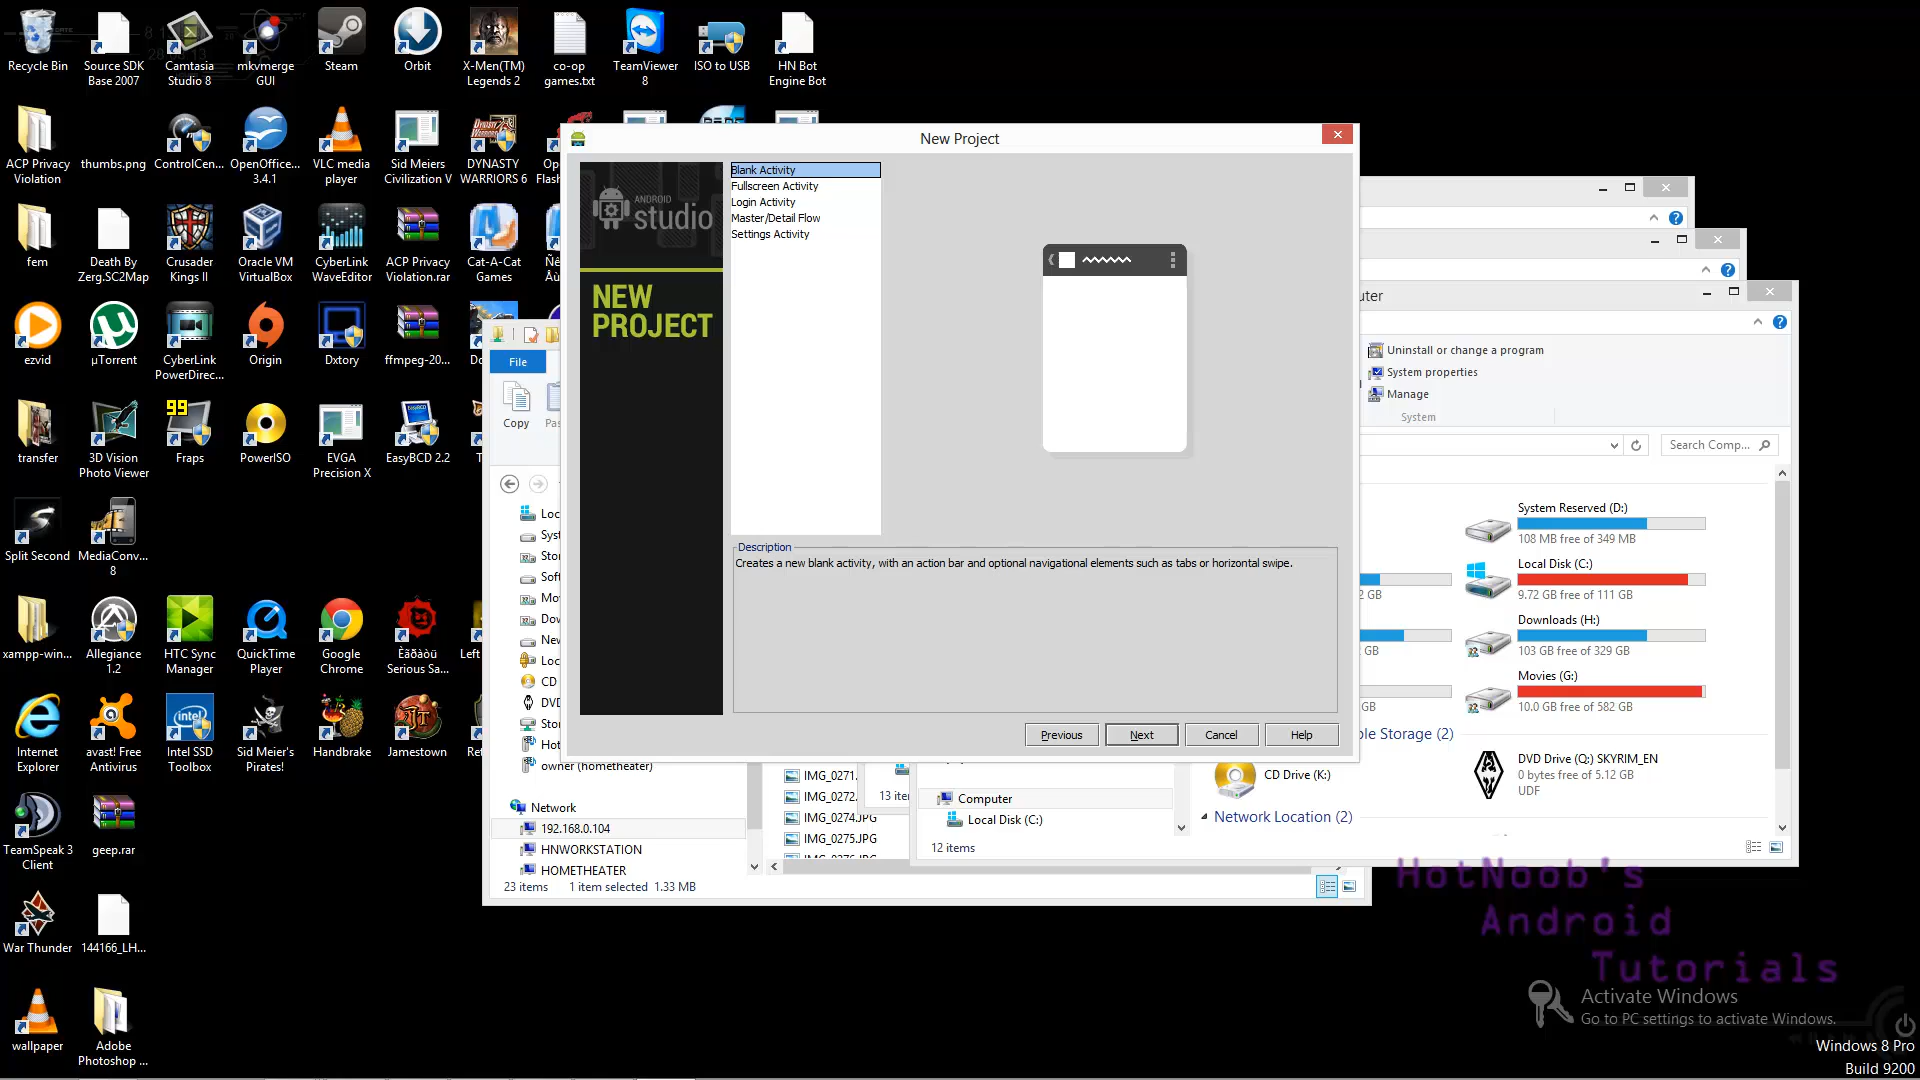 Recycle Bin
Source SDK
Base 2007
Camtasia
Studio 8
mkvmerge
GUI
Steam
Orbit
X-Men(TM)
Legends 2
co-op
games.txt
TeamViewer
8
ISO to USB
HN Bot
Engine Bot
ACP Privacy
Violation
thumbs.png
ControlCen...
OpenOffice...
3.4.1
VLC media
player
Sid Meiers
Civilization V
DYNASTY
WARRIORS 6
fem
Death By
Zerg.SC2Map
Crusader
Kings II
Oracle VM
VirtualBox
CyberLink
WaveEditor
ACP Privacy
Violation.rar
Cat-A-Cat
Games
ezvid
µTorrent
CyberLink
PowerDirec...
Origin
Dxtory
ffmpeg-20...
transfer
3D Vision
Photo Viewer
99
Fraps
PowerISO
EVGA
Precision X
EasyBCD 2.2
Split Second
MediaConv...
8
xampp-win...
Allegiance
1.2
HTC Sync
Manager
QuickTime
Player
Google
Chrome
Èãðàòü
Serious Sa...
Internet
Explorer
avast! Free
Antivirus
Intel SSD
Toolbox
Sid Meier's
Pirates!
Handbrake
Jamestown
TeamSpeak 3
Client
geep.rar
War Thunder
144166_LH...
wallpaper
Adobe
Photoshop ...
New Project
ANDROID
studio
NEW
PROJECT
Blank Activity
Fullscreen Activity
Login Activity
Master/Detail Flow
Settings Activity
Description
Creates a new blank activity, with an action bar and optional navigational elements such as tabs or horizontal swipe.
Previous
Next
Cancel
Help
File
Copy
CD
owner (hometheater)
Network
192.168.0.104
HNWORKSTATION
HOMETHEATER
23 items
1 item selected 1.33 MB
IMG_0271.
IMG_0272.
IMG_0274.JPG
IMG_0275.JPG
Computer
Local Disk (C:)
12 items
Uninstall or change a program
System properties
Manage
System
Search Comp...
System Reserved (D:)
108 MB free of 349 MB
Local Disk (C:)
9.72 GB free of 111 GB
Downloads (H:)
103 GB free of 329 GB
Movies (G:)
10.0 GB free of 582 GB
DVD Drive (Q:) SKYRIM_EN
0 bytes free of 5.12 GB
UDF
CD Drive (K:)
Network Location (2)
HotNoob's
Android
Tutorials
Activate Windows
Go to PC settings to activate Windows.
Windows 8 Pro
Build 9200